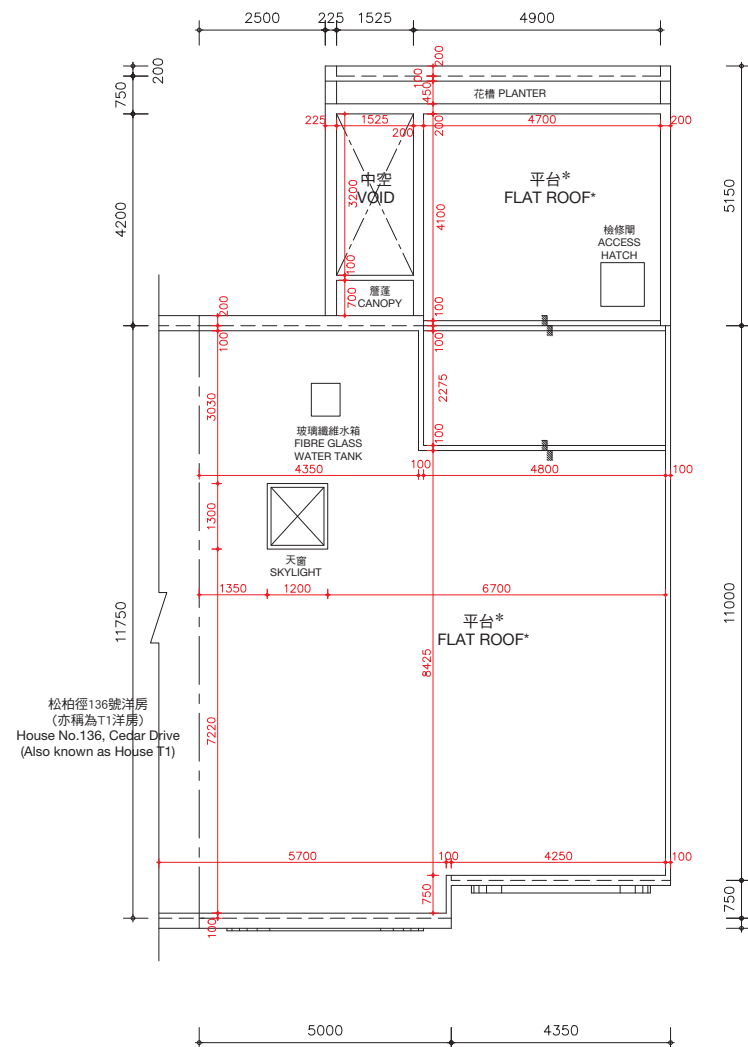 2500 225 1525 4900
200
750
200
100
450
花槽 PLANTER
225 1525 200 200 4700 200
中空
VOID
平台*
FLAT ROOF*
3200
4100
4200
5150
檢修閘
ACCESS
HATCH
100
700
簷蓬
CANOPY
200
100
100
100
3030
2275
玻璃纖維水箱
FIBRE GLASS
WATER TANK
100
4350 100 4800 100
1300
天窗
SKYLIGHT
1350 1200 6700
11750
11000
平台*
FLAT ROOF*
8425
7220
松柏徑136號洋房
(亦稱為T1洋房)
House No.136, Cedar Drive
(Also known as House T1)
5700 100 4250 100
750
750
100
5000 4350